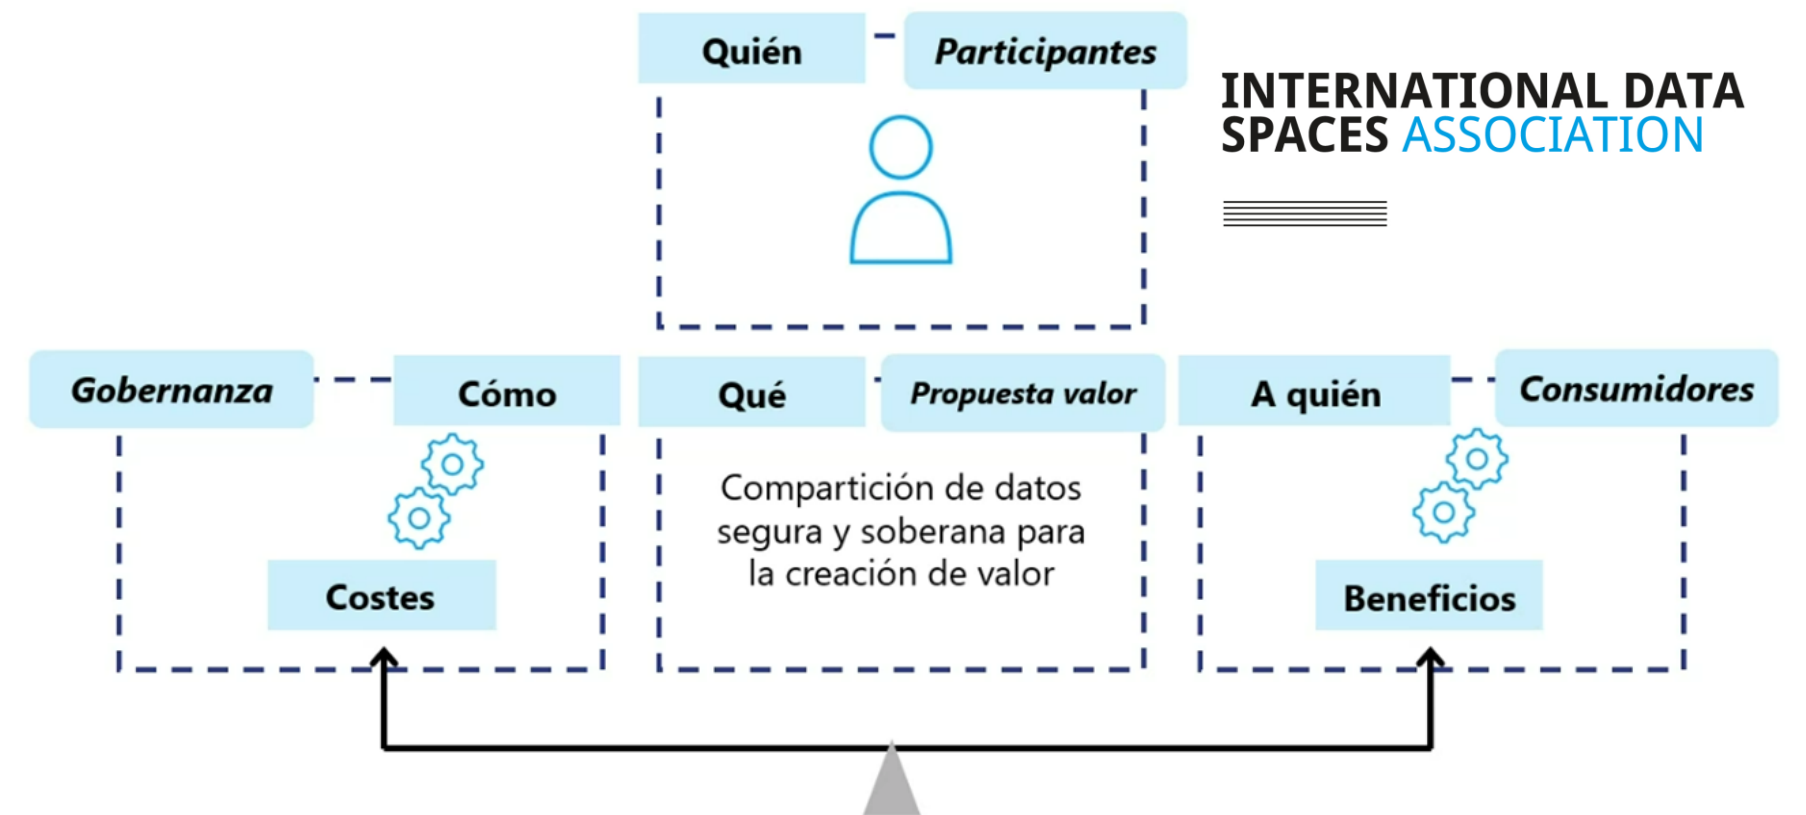 Quién
Participantes
INTERNATIONAL DATA
SPACES ASSOCIATION
Gobernanza
Cómo
Qué
Propuesta valor
A quién
Consumidores
Compartición de datos
segura y soberana para
la creación de valor
Costes
Beneficios